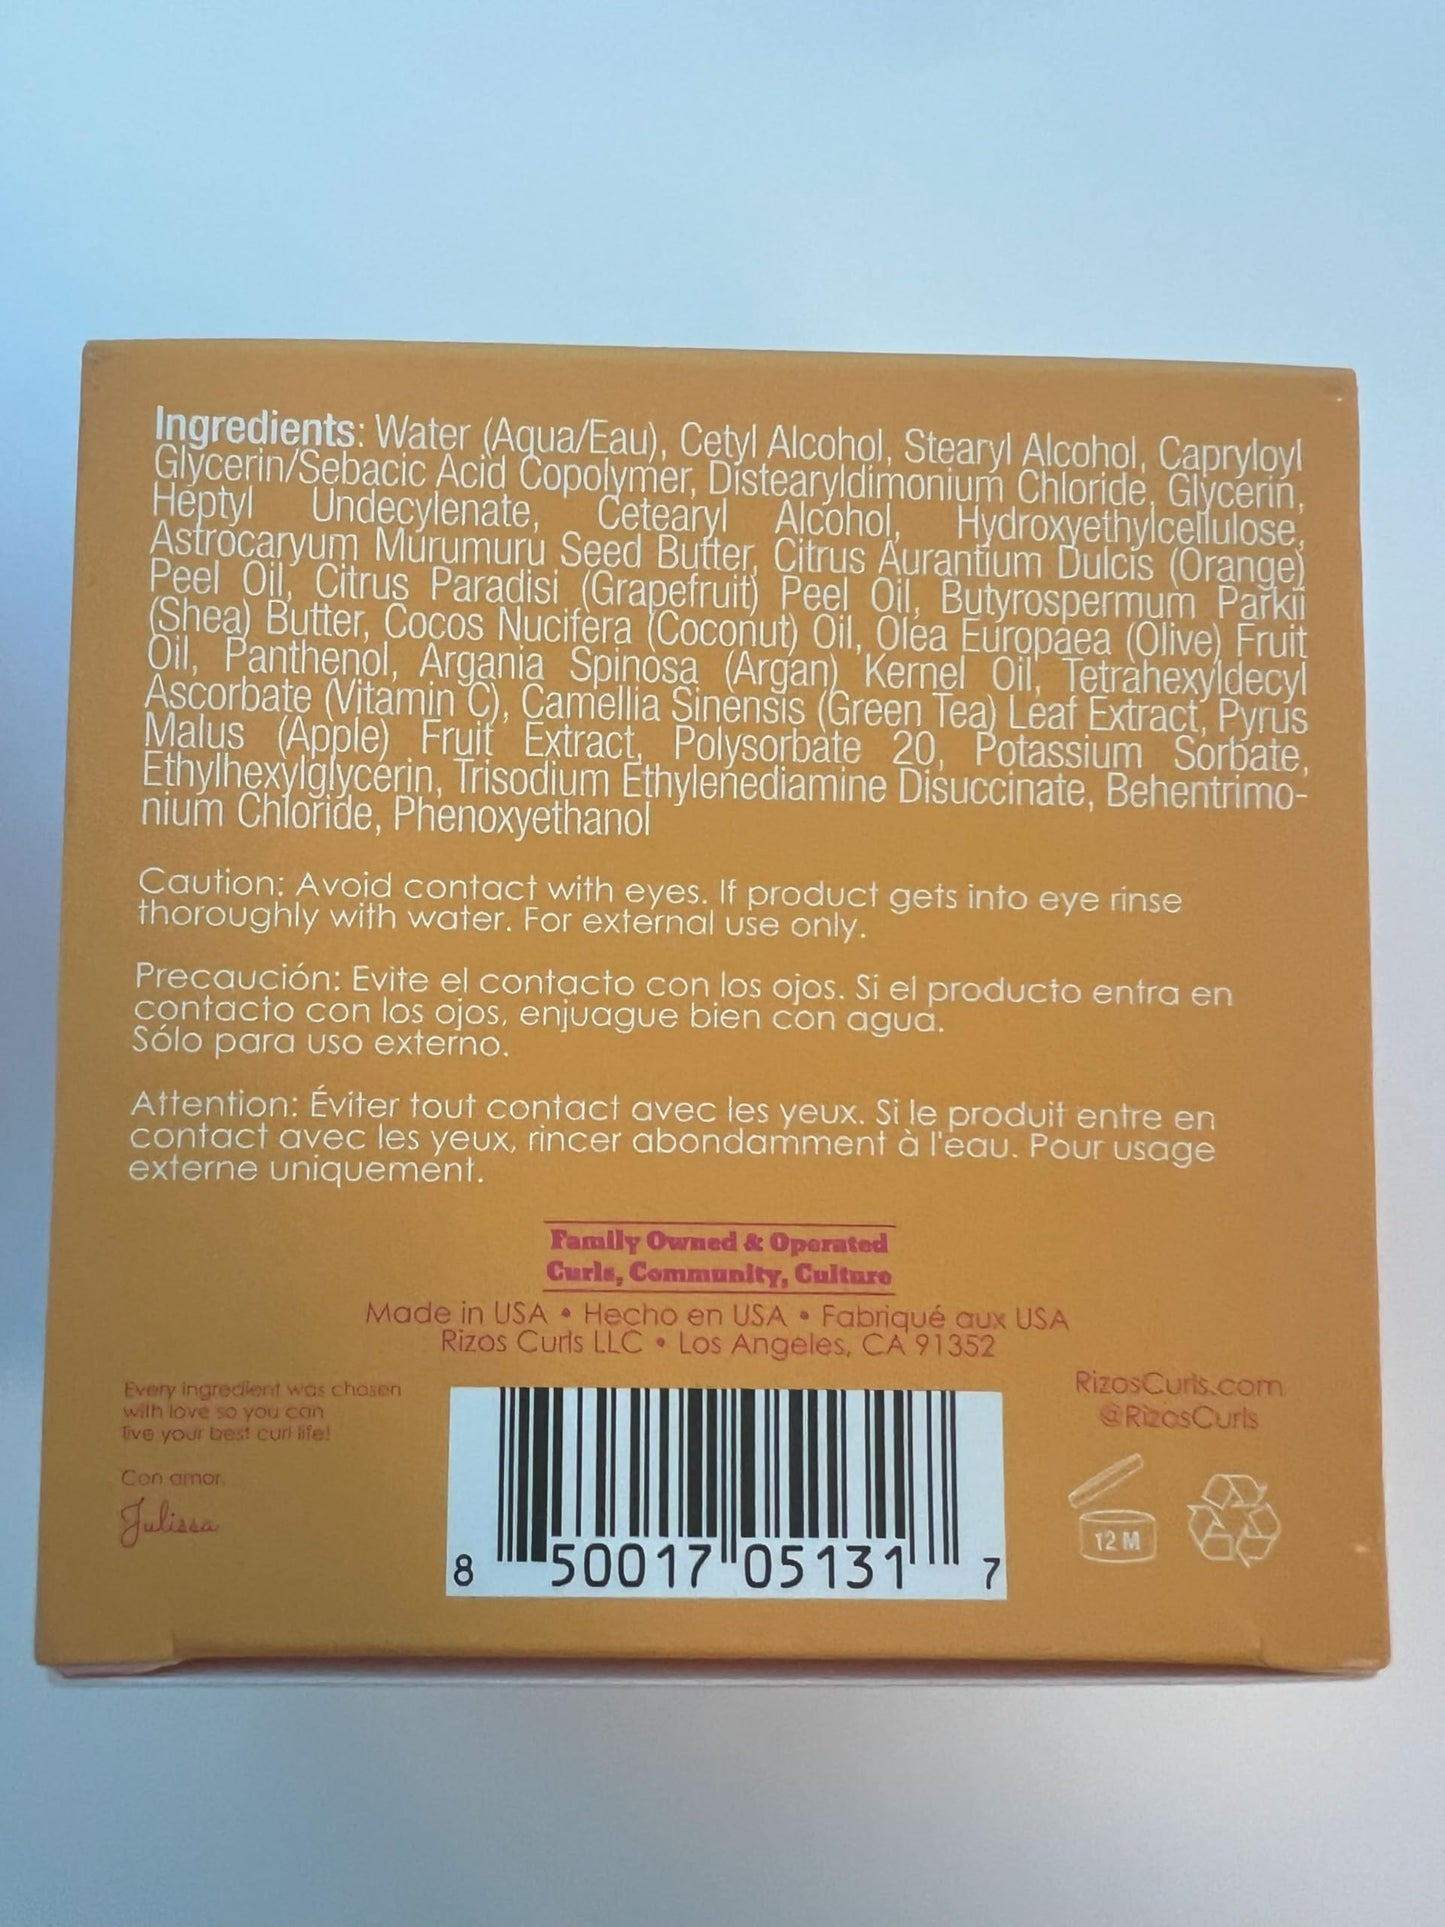 Ingredients: Water (Aqua/Eau), Cetyl Alcohol, Stearyl Alcohol, Capryloyl
Glycerin/Sebacic Acid Copolymer, Distearyldimonium Chloride, Glycerin,
Heptyl Undecylenate, Cetearyl Alcohol, Hydroxyethylcellulose,
Astrocaryum Murumuru Seed Butter, Citrus Aurantium Dulcis (Orange)
Peel Oil, Citrus Paradisi (Grapefruit) Peel Oil, Butyrospermum Parkii
(Shea) Butter, Cocos Nucifera (Coconut) Oil, Olea Europaea (Olive) Fruit
Oil, Panthenol, Argania Spinosa (Argan) Kernel Oil, Tetrahexyldecyl
Ascorbate (Vitamin C), Camellia Sinensis (Green Tea) Leaf Extract, Pyrus
Malus (Apple) Fruit Extract, Polysorbate 20, Potassium Sorbate,
Ethylhexylglycerin, Trisodium Ethylenediamine Disuccinate, Behentrimo-
nium Chloride, Phenoxyethanol
Caution: Avoid contact with eyes. If product gets into eye rinse
thoroughly with water. For external use only.
Precaución: Evite el contacto con los ojos. Si el producto entra en
contacto con los ojos, enjuague bien con agua.
Sólo para uso externo.
Attention: Éviter tout contact avec les yeux. Si le produit entre en
contact avec les yeux, rincer abondamment à l'eau. Pour usage
externe uniquement.
Family Owned & Operated
Curls, Community, Culture
Made in USA • Hecho en USA • Fabriqué aux USA
Rizos Curls LLC • Los Angeles, CA 91352
Every ingredient was chosen
with love so you can
live your best curl life!
Con amor,
Julissa
8 50017 05131 7
RizosCurls.com
@RizosCurls
12 M